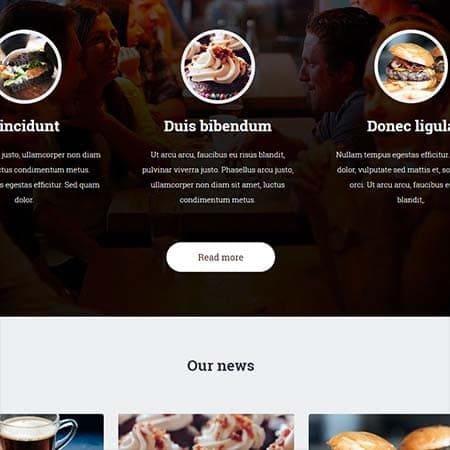 incidunt
justo, ullamcorper non diam
ctus condimentum metus.
s egestas efficitur. Sed quam
dolor.
Duis bibendum
Ut arcu arcu, faucibus eu risus blandit,
pulvinar viverra justo. Phasellus arcu justo,
ullamcorper non diam sit amet, luctus
condimentum metus.
Donec ligula
Nullam tempus egestas efficitur.
dolor, vulputate sed mattis et, so
orci. Ut arcu arcu, faucibus e
blandit,
Read more
Our news